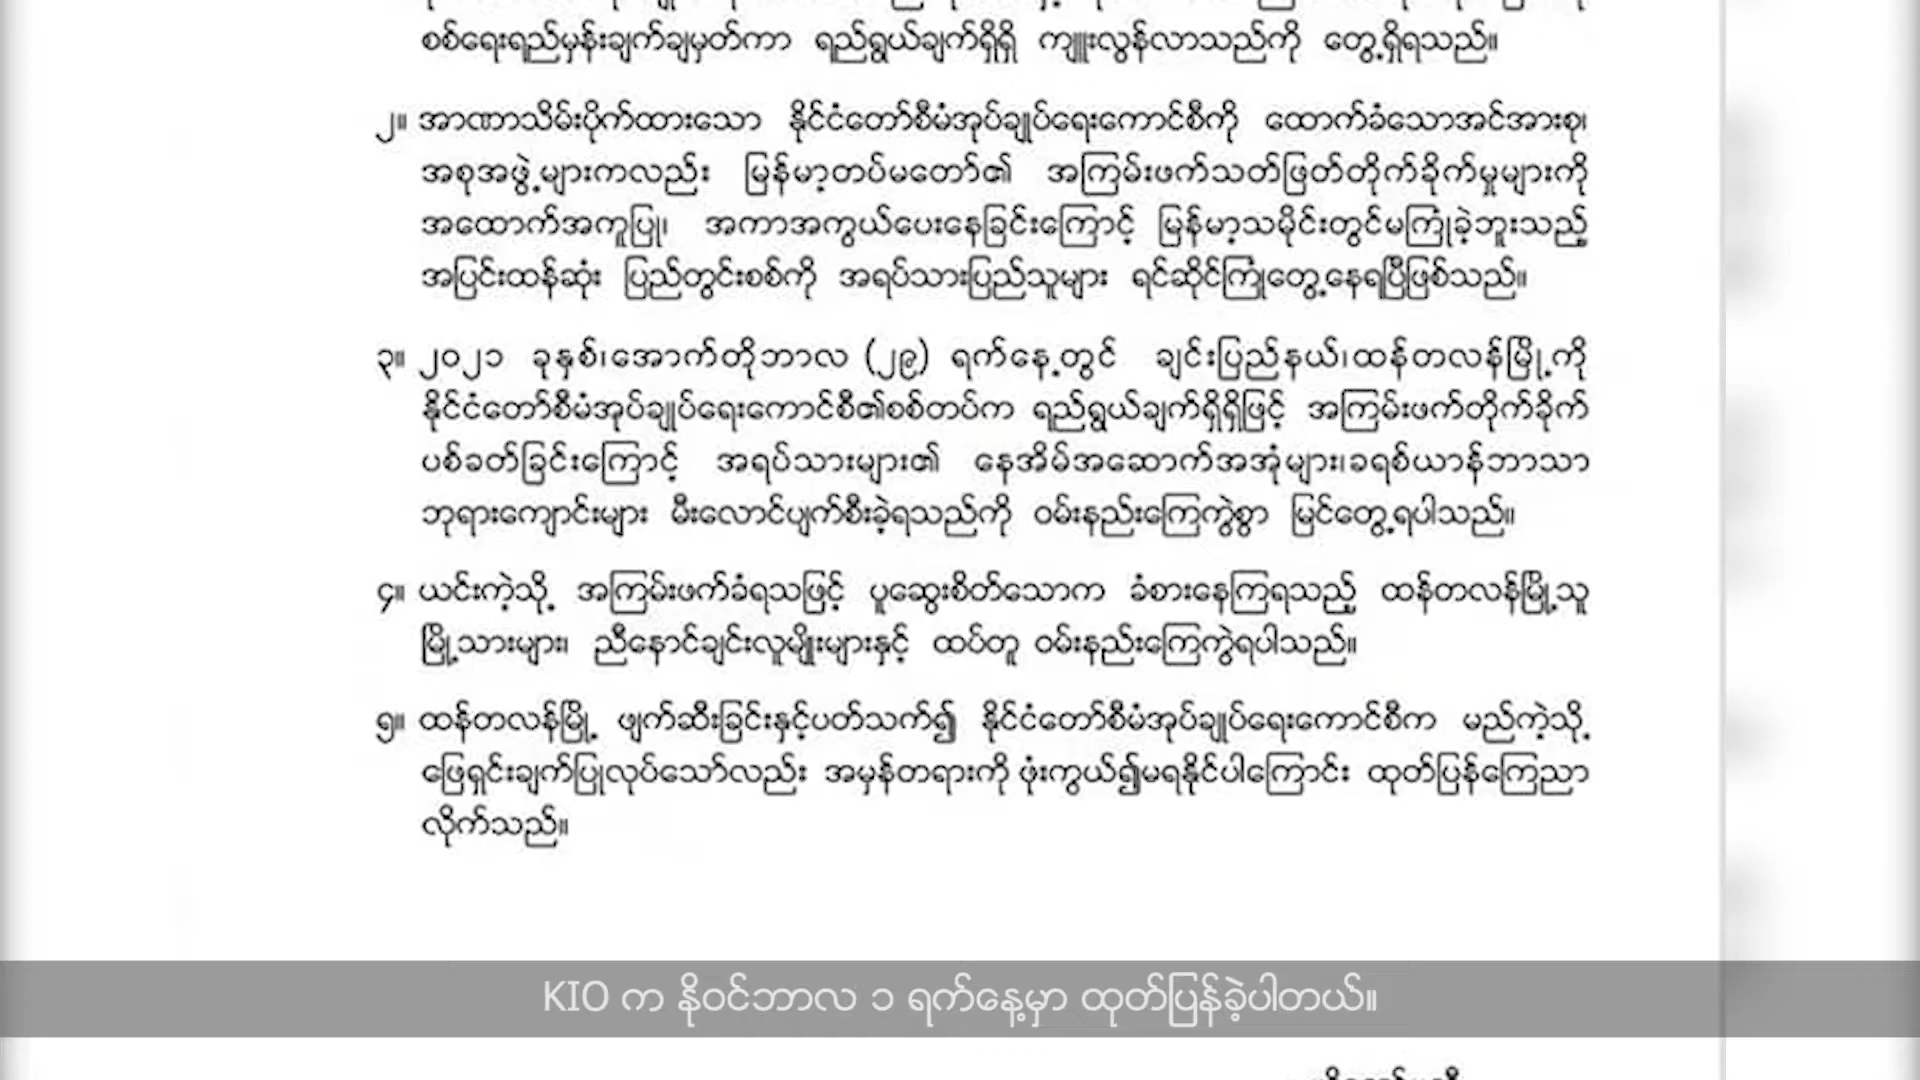 စစ်ရေးရည်မှန်းချက်ချမှတ်ကာ ရည်ရွယ်ချက်ရှိရှိ ကျူးလွန်လာသည်ကို တွေ့ရှိရသည်။
၂။ အာဏာသိမ်းပိုက်ထားသော နိုင်ငံတော်စီမံအုပ်ချုပ်ရေးကောင်စီကို ထောက်ခံသောအင်အားစု၊
အစုအဖွဲ့များကလည်း မြန်မာ့တပ်မတော်၏ အကြမ်းဖက်သတ်ဖြတ်တိုက်ခိုက်မှုများကို
အထောက်အကူပြု၊ အကာအကွယ်ပေးနေခြင်းကြောင့် မြန်မာ့သမိုင်းတွင်မကြုံခဲ့ဘူးသည့်
အပြင်းထန်ဆုံး ပြည်တွင်းစစ်ကို အရပ်သားပြည်သူများ ရင်ဆိုင်ကြုံတွေ့နေရပြီဖြစ်သည်။
၃။ ၂၀၂၁ ခုနှစ်၊အောက်တိုဘာလ (၂၉) ရက်နေ့တွင် ချင်းပြည်နယ်၊ထန်တလန်မြို့ကို
နိုင်ငံတော်စီမံအုပ်ချုပ်ရေးကောင်စီ၏စစ်တပ်က ရည်ရွယ်ချက်ရှိရှိဖြင့် အကြမ်းဖက်တိုက်ခိုက်
ပစ်ခတ်ခြင်းကြောင့် အရပ်သားများ၏ နေအိမ်အဆောက်အအုံများ၊ခရစ်ယာန်ဘာသာ
ဘုရားကျောင်းများ မီးလောင်ပျက်စီးခဲ့ရသည်ကို ဝမ်းနည်းကြေကွဲစွာ မြင်တွေ့ရပါသည်။
၄။ ယင်းကဲ့သို့ အကြမ်းဖက်ခံရသဖြင့် ပူဆွေးစိတ်သောက ခံစားနေကြရသည့် ထန်တလန်မြို့သူ
မြို့သားများ၊ ညီနောင်ချင်းလူမျိုးများနှင့် ထပ်တူ ဝမ်းနည်းကြေကွဲရပါသည်။
၅။ ထန်တလန်မြို့ ဖျက်ဆီးခြင်းနှင့်ပတ်သက်၍ နိုင်ငံတော်စီမံအုပ်ချုပ်ရေးကောင်စီက မည်ကဲ့သို့
ဖြေရှင်းချက်ပြုလုပ်သော်လည်း အမှန်တရားကို ဖုံးကွယ်၍မရနိုင်ပါကြောင်း ထုတ်ပြန်ကြေညာ
လိုက်သည်။
KIO က နိုဝင်ဘာလ ၁ ရက်နေ့မှာ ထုတ်ပြန်ခဲ့ပါတယ်။